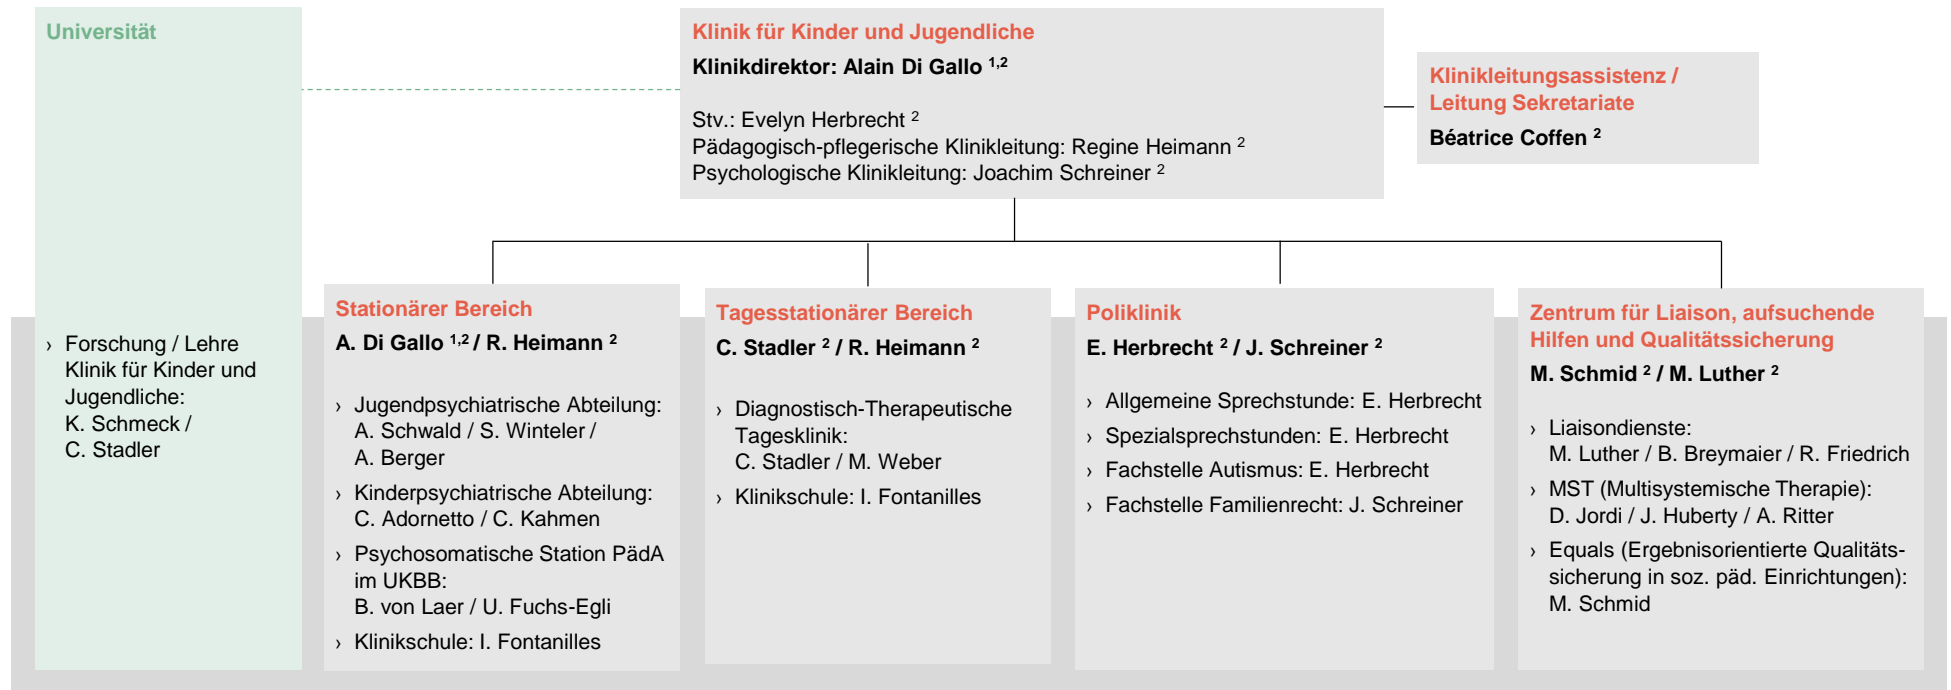 Universität
› Forschung / Lehre
Klinik für Kinder und
Jugendliche:
K. Schmeck /
C. Stadler
Klinik für Kinder und Jugendliche
Klinikdirektor: Alain Di Gallo 1,2
Stv.: Evelyn Herbrecht 2
Pädagogisch-pflegerische Klinikleitung: Regine Heimann 2
Psychologische Klinikleitung: Joachim Schreiner 2
Klinikleitungsassistenz /
Leitung Sekretariate
Béatrice Coffen 2
Stationärer Bereich
A. Di Gallo 1,2 / R. Heimann 2
› Jugendpsychiatrische Abteilung:
A. Schwald / S. Winteler /
A. Berger
› Kinderpsychiatrische Abteilung:
C. Adornetto / C. Kahmen
› Psychosomatische Station PädA
im UKBB:
B. von Laer / U. Fuchs-Egli
› Klinikschule: I. Fontanilles
Tagesstationärer Bereich
C. Stadler 2 / R. Heimann 2
› Diagnostisch-Therapeutische
Tagesklinik:
C. Stadler / M. Weber
› Klinikschule: I. Fontanilles
Poliklinik
E. Herbrecht 2 / J. Schreiner 2
› Allgemeine Sprechstunde: E. Herbrecht
› Spezialsprechstunden: E. Herbrecht
› Fachstelle Autismus: E. Herbrecht
› Fachstelle Familienrecht: J. Schreiner
Zentrum für Liaison, aufsuchende
Hilfen und Qualitätssicherung
M. Schmid 2 / M. Luther 2
› Liaisondienste:
M. Luther / B. Breymaier / R. Friedrich
› MST (Multisystemische Therapie):
D. Jordi / J. Huberty / A. Ritter
› Equals (Ergebnisorientierte Qualitäts-
sicherung in soz. päd. Einrichtungen):
M. Schmid